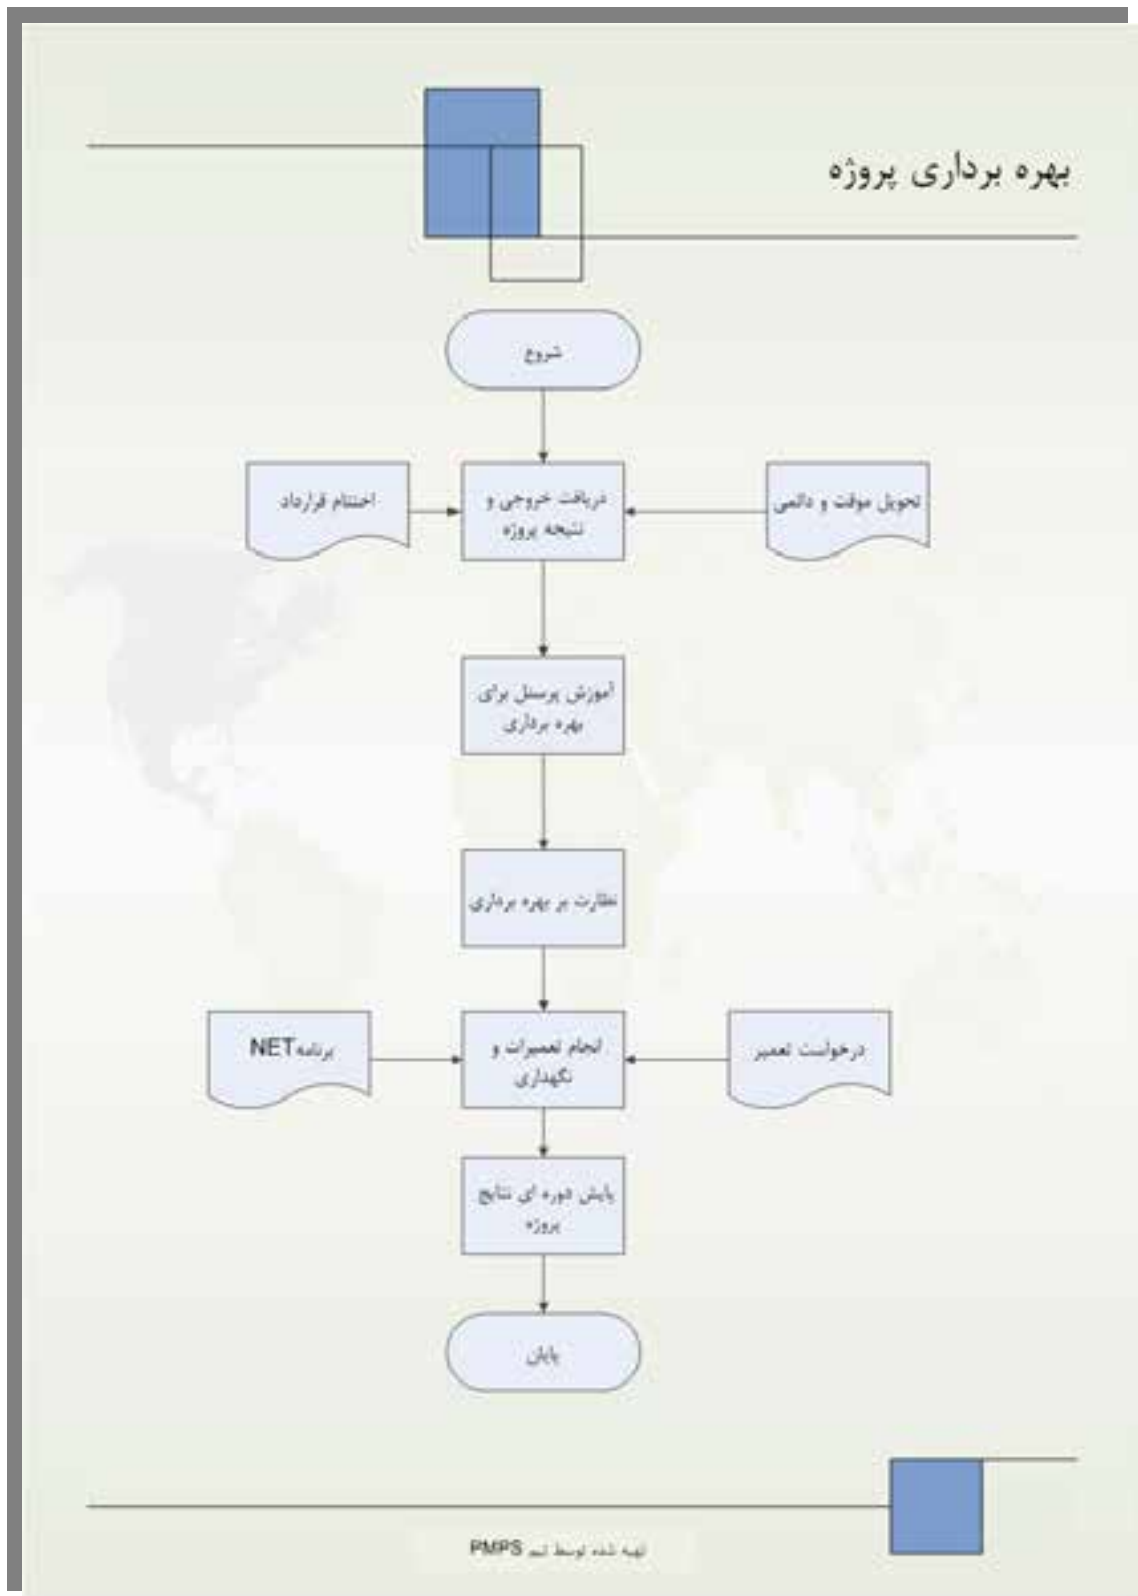 بهره برداری پروژه
شروع
تحویل موقت و دائمی
دریافت خروجی و
نتیجه پروژه
اختتام قرارداد
آموزش پرسنل برای
بهره برداری
نظارت بر بهره برداری
درخواست تعمیر
انجام تعمیرات و
نگهداری
برنامه NET
پایش دوره ای نتایج
پروژه
پایان
تهیه شده توسط تیم PMPS